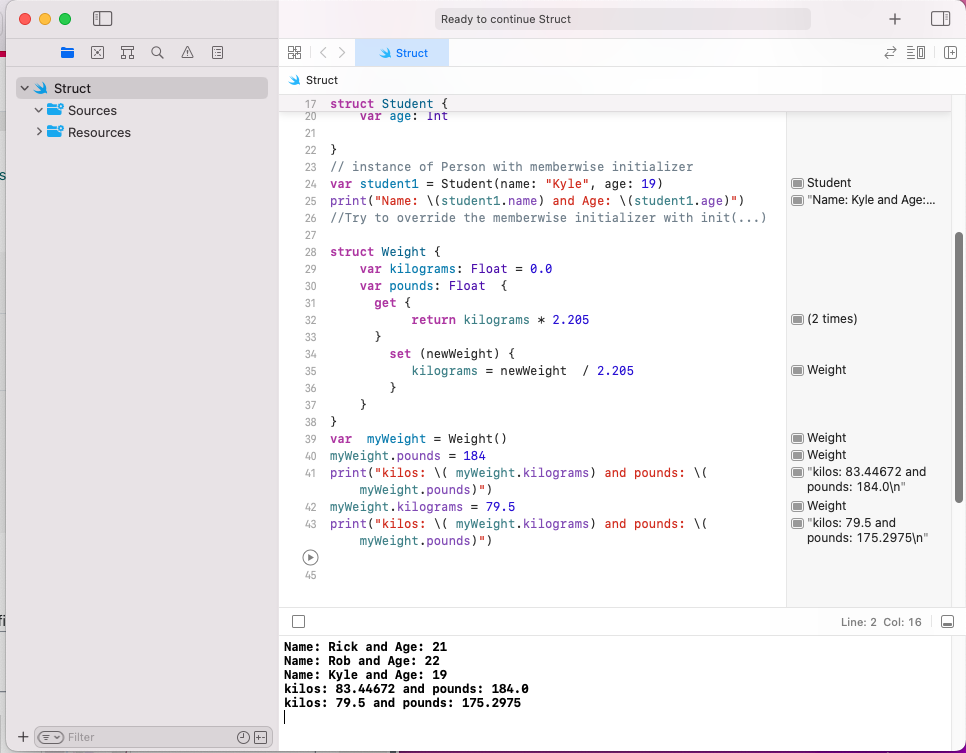 Ready to continue Struct
Struct
Struct
Sources
Resources
Struct
17 struct Student {
20 var age: Int
21
22 }
23 // instance of Person with memberwise initializer
24 var student1 = Student(name: "Kyle", age: 19)
Student
25 print("Name: \(student1.name) and Age: \(student1.age)")
"Name: Kyle and Age:...
26 //Try to override the memberwise initializer with init(...)
27
28 struct Weight {
29 var kilograms: Float = 0.0
30 var pounds: Float  {
31 get {
32 return kilograms * 2.205
(2 times)
33 }
34 set (newWeight) {
35 kilograms = newWeight  / 2.205
Weight
36 }
37 }
38 }
39 var  myWeight = Weight()
Weight
40 myWeight.pounds = 184
Weight
41 print("kilos: \( myWeight.kilograms) and pounds: \(
myWeight.pounds)")
"kilos: 83.44672 and
pounds: 184.0\n"
42 myWeight.kilograms = 79.5
Weight
43 print("kilos: \( myWeight.kilograms) and pounds: \(
myWeight.pounds)")
"kilos: 79.5 and
pounds: 175.2975\n"
45
Line: 2 Col: 16
Name: Rick and Age: 21
Name: Rob and Age: 22
Name: Kyle and Age: 19
kilos: 83.44672 and pounds: 184.0
kilos: 79.5 and pounds: 175.2975
Filter